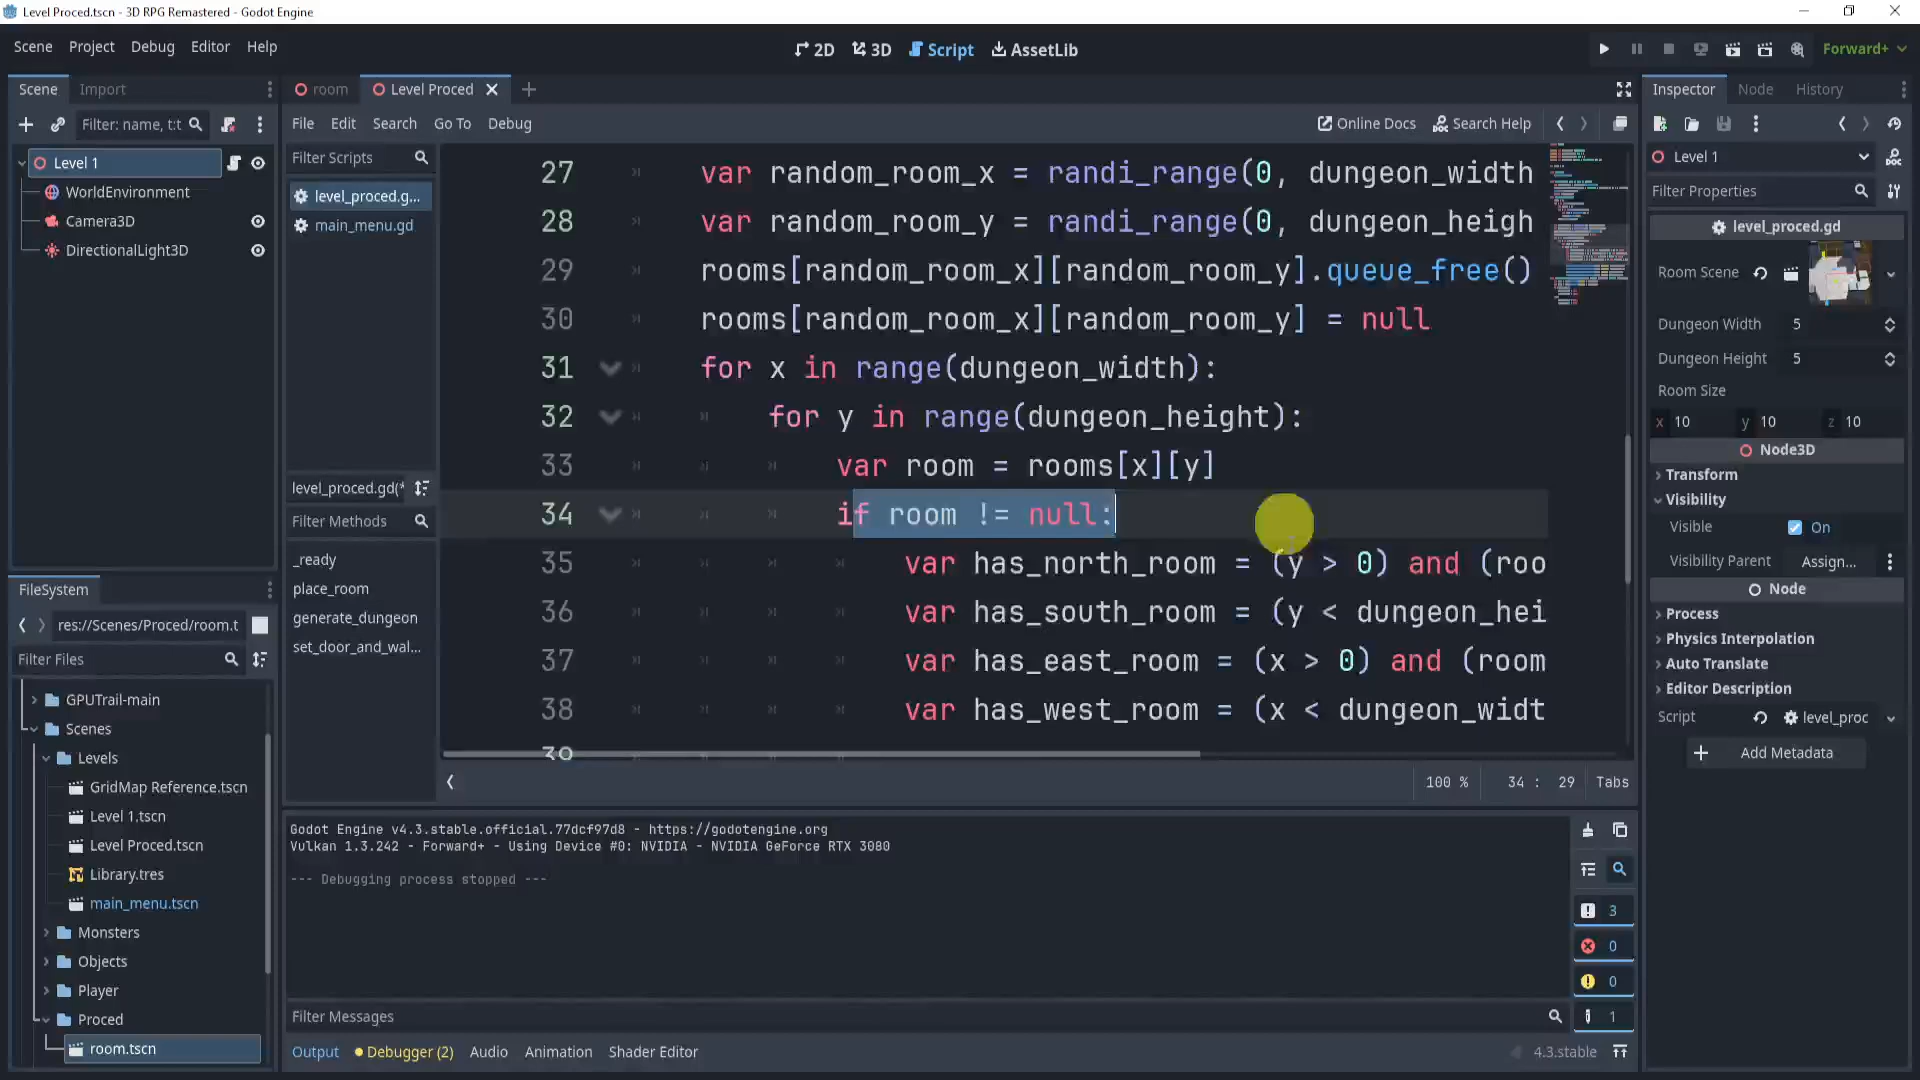 Level Proced.tscn - 3D RPG Remastered - Godot Engine
Scene Project Debug Editor Help
2D 3D Script AssetLib
Forward+
Scene Import
Filter: name, t:t
Level 1
WorldEnvironment
Camera3D
DirectionalLight3D
FileSystem
res://Scenes/Proced/room.t
Filter Files
GPUTrail-main
Scenes
Levels
GridMap Reference.tscn
Level 1.tscn
Level Proced.tscn
Library.tres
main_menu.tscn
Monsters
Objects
Player
Proced
room.tscn
room Level Proced
File Edit Search Go To Debug
Online Docs Search Help
Filter Scripts
level_proced.g...
main_menu.gd
level_proced.gd(*
Filter Methods
_ready
place_room
generate_dungeon
set_door_and_wal...
27 var random_room_x = randi_range(0, dungeon_width
28 var random_room_y = randi_range(0, dungeon_heigh
29 rooms[random_room_x][random_room_y].queue_free()
30 rooms[random_room_x][random_room_y] = null
31 for x in range(dungeon_width):
32 for y in range(dungeon_height):
33 var room = rooms[x][y]
34 if room != null:
35 var has_north_room = (y > 0) and (roo
36 var has_south_room = (y < dungeon_hei
37 var has_east_room = (x > 0) and (room
38 var has_west_room = (x < dungeon_widt
39
100 % 34 : 29 Tabs
Godot Engine v4.3.stable.official.77dcf97d8 - https://godotengine.org
Vulkan 1.3.242 - Forward+ - Using Device #0: NVIDIA - NVIDIA GeForce RTX 3080
--- Debugging process stopped ---
3
0
0
1
Filter Messages
Output Debugger (2) Audio Animation Shader Editor
4.3.stable
Inspector Node History
Level 1
Filter Properties
level_proced.gd
Room Scene
Dungeon Width 5
Dungeon Height 5
Room Size
x 10 y 10 z 10
Node3D
Transform
Visibility
Visible On
Visibility Parent Assign...
Node
Process
Physics Interpolation
Auto Translate
Editor Description
Script level_proc
Add Metadata